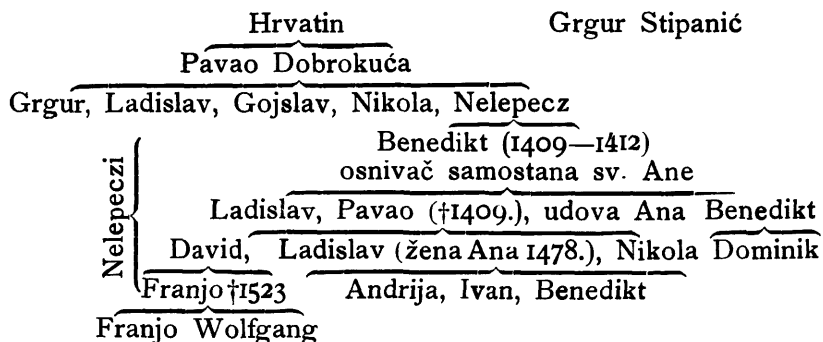 Hrvatin Grgur Stipanić
Pavao Dobrokuća
Grgur, Ladislav, Gojslav, Nikola, Nelepecz
Benedikt (1409—1412)
osnivač samostana sv. Ane
Nelepeczi
Ladislav, Pavao (†1409.), udova Ana Benedikt
David, Ladislav (žena Ana 1478.), Nikola Dominik
Franjo †1523 Andrija, Ivan, Benedikt
Franjo Wolfgang